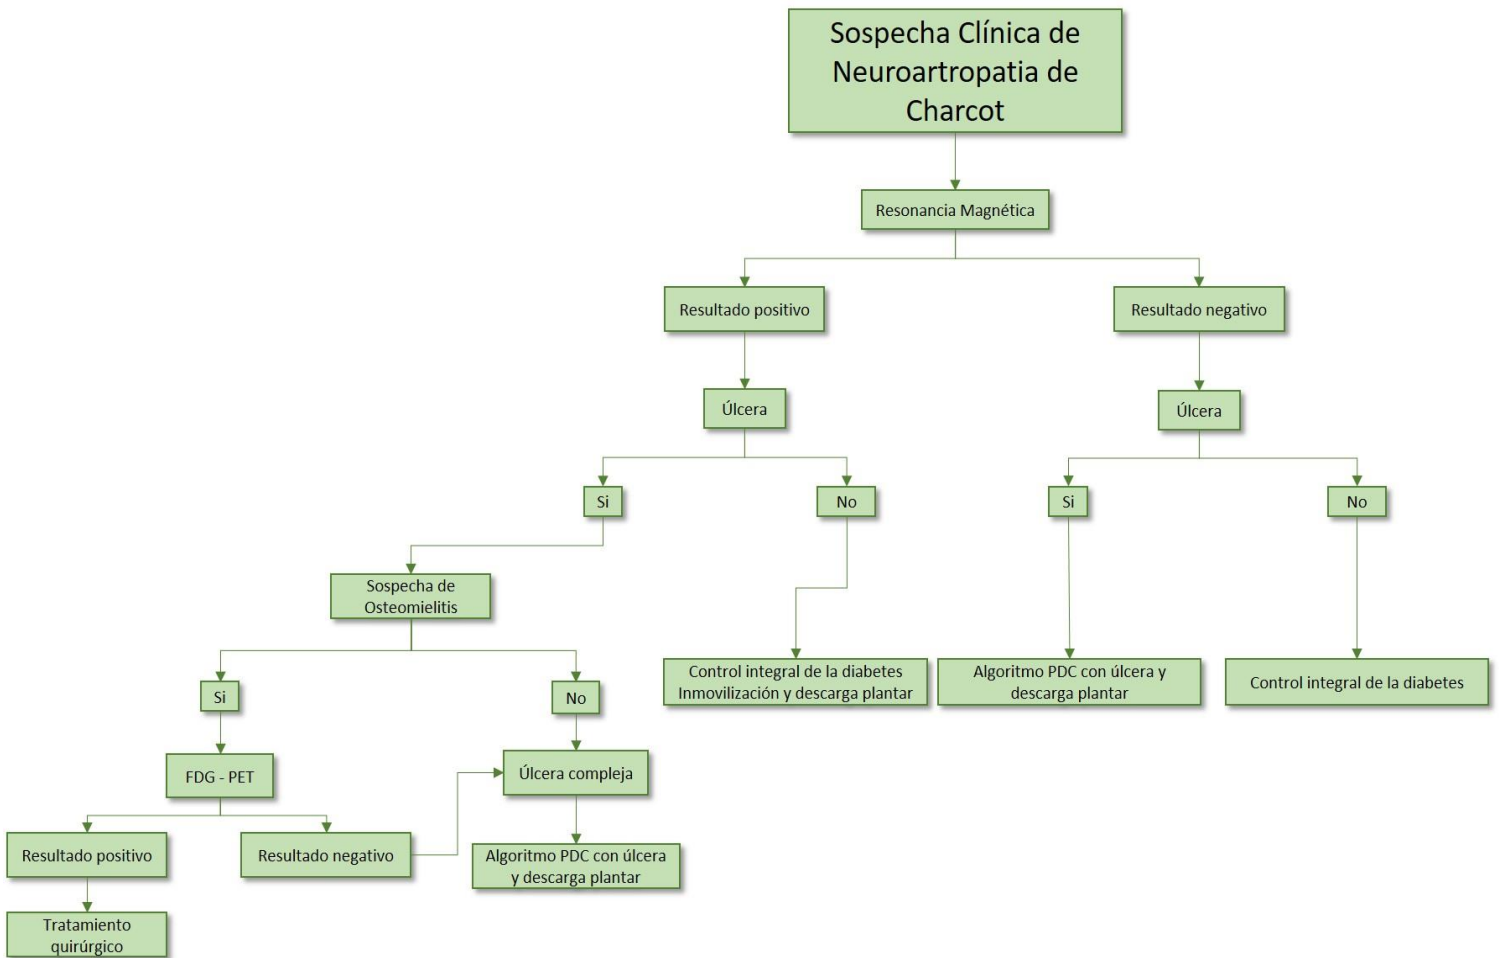 Sospecha Clínica de
Neuroartropatia de
Charcot
Resonancia Magnética
Resultado positivo
Resultado negativo
Úlcera
Úlcera
Si
No
Si
No
Sospecha de
Osteomielitis
Control integral de la diabetes
Inmovilización y descarga plantar
Algoritmo PDC con úlcera y
descarga plantar
Control integral de la diabetes
Si
No
FDG - PET
Úlcera compleja
Resultado positivo
Resultado negativo
Algoritmo PDC con úlcera
y descarga plantar
Tratamiento
quirúrgico